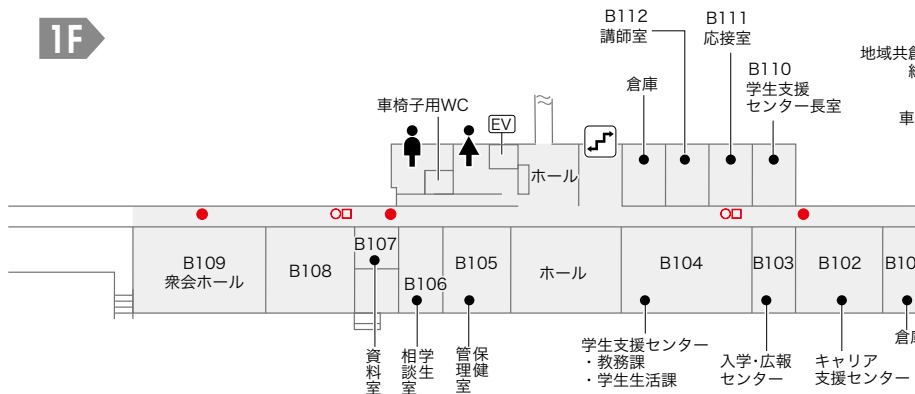 1F
B112
講師室
B111
応接室
地域共創
B110
学生支援
センター長室
倉庫
車椅子用WC
EV
車
ホール
B109
衆会ホール
B108
B107
B106
B105
ホール
B104
B103
B102
B10
資料室
学生
相談室
保健
管理室
学生支援センター
・教務課
・学生生活課
入学・広報
センター
キャリア
支援センター
倉庫